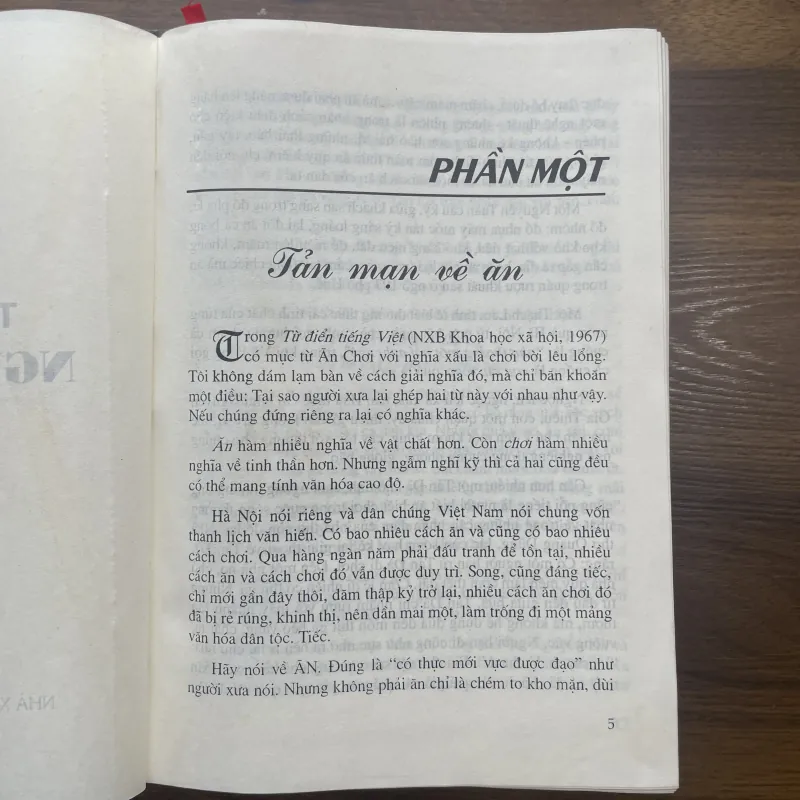 PHẦN MỘT
Tản mạn về ăn
Trong Từ điển tiếng Việt (NXB Khoa học xã hội, 1967)
có mục từ Ăn Chơi với nghĩa xấu là chơi bời lêu lổng.
Tôi không dám lạm bàn về cách giải nghĩa đó, mà chỉ băn khoăn
một điều: Tại sao người xưa lại ghép hai từ này với nhau như vậy.
Nếu chúng đứng riêng ra lại có nghĩa khác.
Ăn hàm nhiều nghĩa về vật chất hơn. Còn chơi hàm nhiều
nghĩa về tinh thần hơn. Nhưng ngẫm nghĩ kỹ thì cả hai cũng đều
có thể mang tính văn hóa cao độ.
Hà Nội nói riêng và dân chúng Việt Nam nói chung vốn
thanh lịch văn hiến. Có bao nhiêu cách ăn và cũng có bao nhiêu
cách chơi. Qua hàng ngàn năm phải đấu tranh để tồn tại, nhiều
cách ăn và cách chơi đó vẫn được duy trì. Song, cũng đáng tiếc,
chỉ mới gần đây thôi, dăm thập kỷ trở lại, nhiều cách ăn chơi đó
đã bị rẻ rúng, khinh thị, nên dần mai một, làm trống đi một mảng
văn hóa dân tộc. Tiếc.
Hãy nói về ĂN. Đúng là “có thực mới vực được đạo” như
người xưa nói. Nhưng không phải ăn chỉ là chém to kho mặn, dùi
5
T
NG
NHÀ X